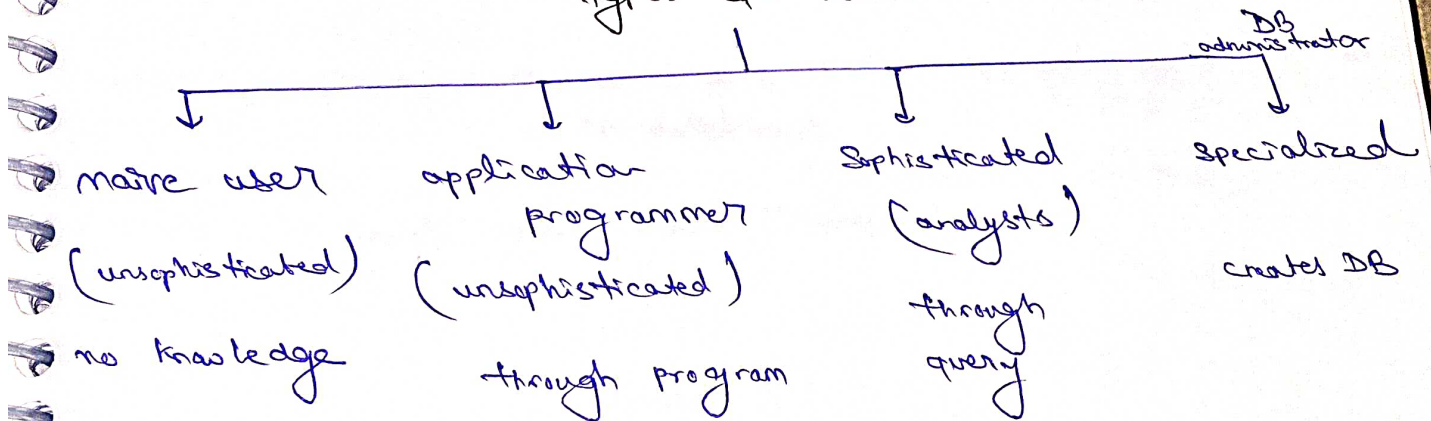 DB
administrator
naive user
application
programmer
Sophisticated
specialized
(unsophisticated)
(unsophisticated)
(analysts)
creates DB
no knowledge
through program
through
query